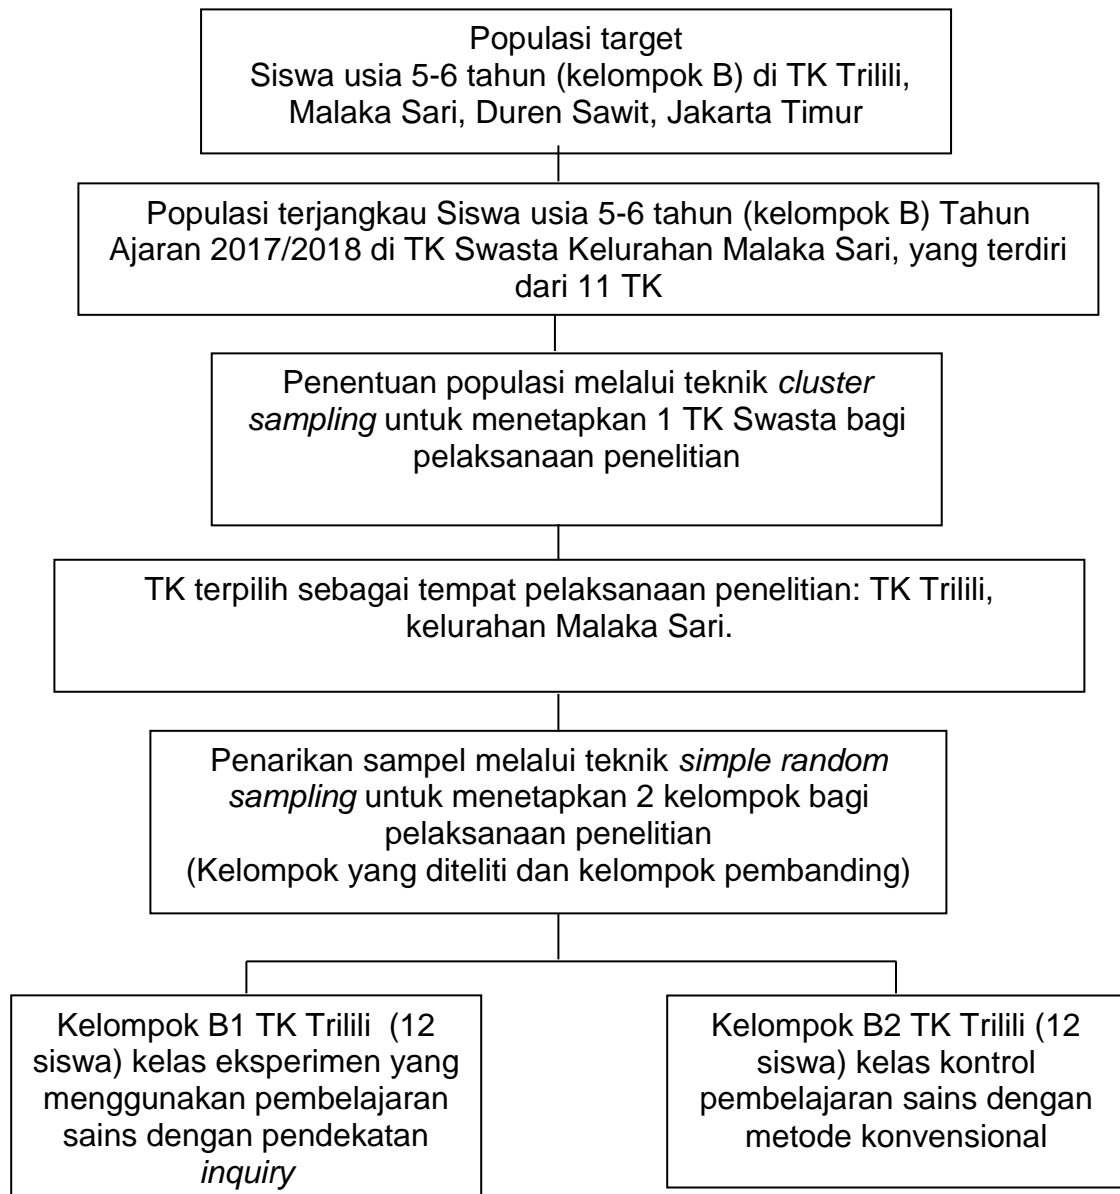 Populasi target
Siswa usia 5-6 tahun (kelompok B) di TK Trilili,
Malaka Sari, Duren Sawit, Jakarta Timur
Populasi terjangkau Siswa usia 5-6 tahun (kelompok B) Tahun
Ajaran 2017/2018 di TK Swasta Kelurahan Malaka Sari, yang terdiri
dari 11 TK
Penentuan populasi melalui teknik cluster
sampling untuk menetapkan 1 TK Swasta bagi
pelaksanaan penelitian
TK terpilih sebagai tempat pelaksanaan penelitian: TK Trilili,
kelurahan Malaka Sari.
Penarikan sampel melalui teknik simple random
sampling untuk menetapkan 2 kelompok bagi
pelaksanaan penelitian
(Kelompok yang diteliti dan kelompok pembanding)
Kelompok B1 TK Trilili (12
siswa) kelas eksperimen yang
menggunakan pembelajaran
sains dengan pendekatan
inquiry
Kelompok B2 TK Trilili (12
siswa) kelas kontrol
pembelajaran sains dengan
metode konvensional